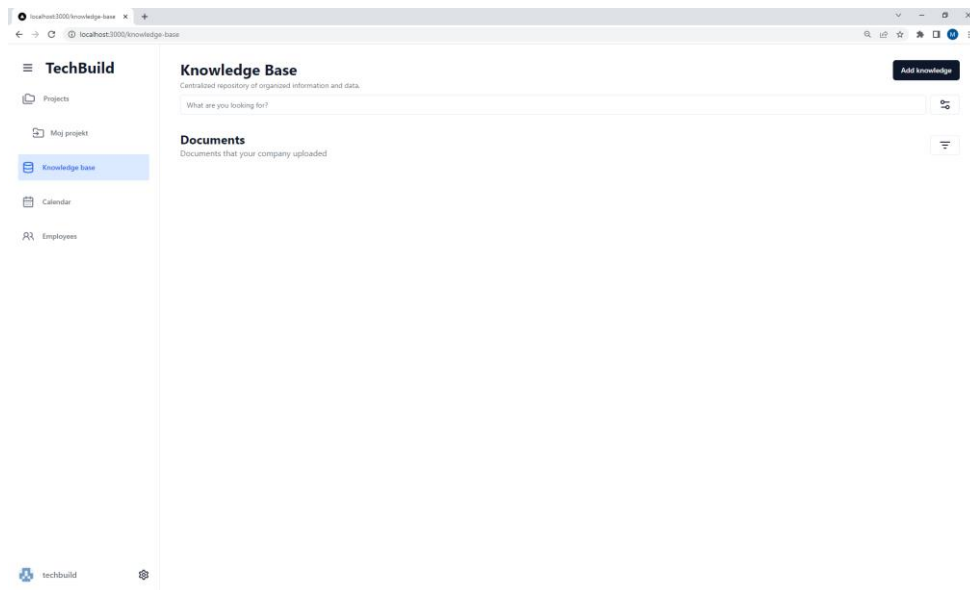 localhost:3000/knowledge-base
localhost:3000/knowledge-base
M
TechBuild
Projects
Moj projekt
Knowledge base
Calendar
Employees
techbuild
Knowledge Base
Add knowledge
Centralized repository of organized information and data.
What are you looking for?
Documents
Documents that your company uploaded